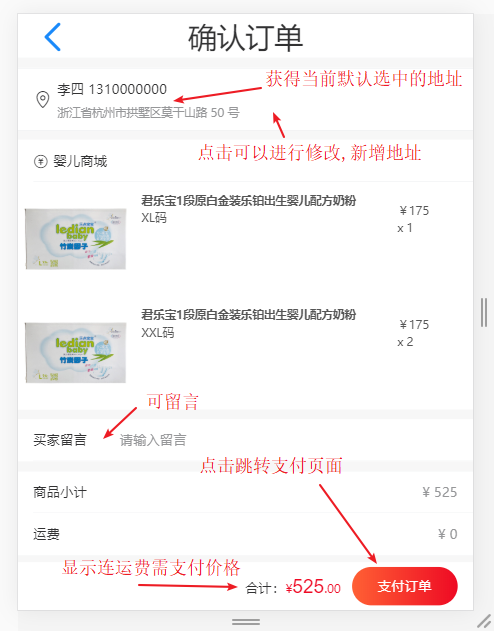 确认订单
获得当前默认选中的地址
李四 1310000000
浙江省杭州市拱墅区莫干山路 50 号
点击可以进行修改, 新增地址
婴儿商城
君乐宝1段原白金装乐铂出生婴儿配方奶粉
XL码
￥175
x 1
ledian
baby
竹南椰子
君乐宝1段原白金装乐铂出生婴儿配方奶粉
XXL码
￥175
x 2
ledian
baby
可留言
买家留言 请输入留言
点击跳转支付页面
商品小计 ¥ 525
运费 ¥ 0
显示连运费需支付价格
合计： ¥525.00 支付订单